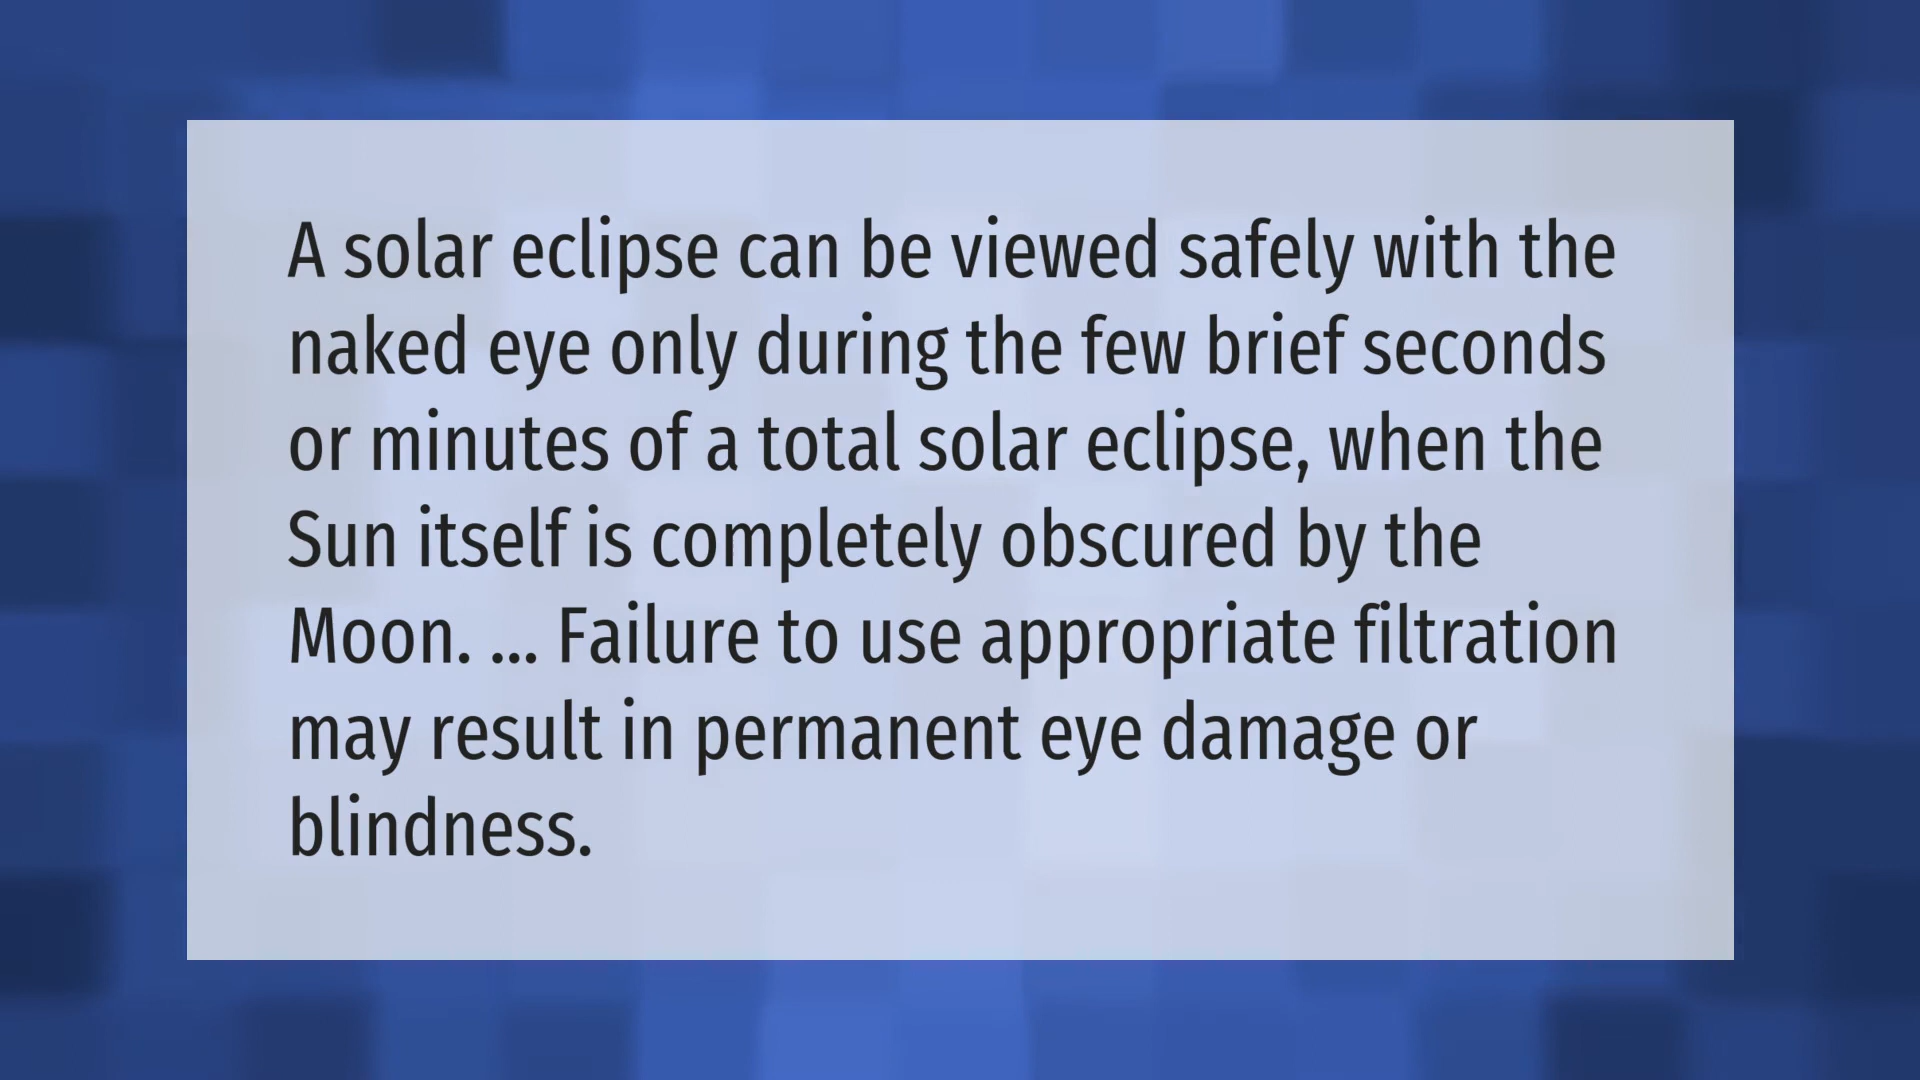 A solar eclipse can be viewed safely with the
naked eye only during the few brief seconds
or minutes of a total solar eclipse, when the
Sun itself is completely obscured by the
Moon. ... Failure to use appropriate filtration
may result in permanent eye damage or
blindness.